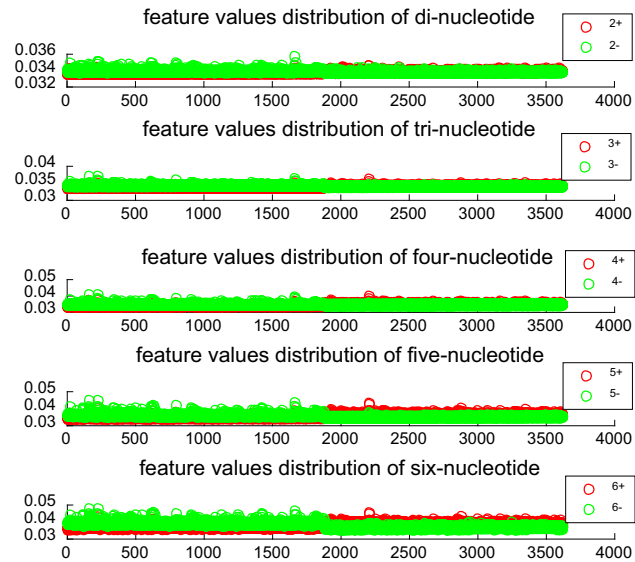 feature values distribution of di-nucleotide
2+
2-
0.036
0.034
0.032
0 500 1000 1500 2000 2500 3000 3500 4000
feature values distribution of tri-nucleotide
3+
3-
0.04
0.035
0.03
0 500 1000 1500 2000 2500 3000 3500 4000
feature values distribution of four-nucleotide
4+
4-
0.05
0.04
0.03
0 500 1000 1500 2000 2500 3000 3500 4000
feature values distribution of five-nucleotide
5+
5-
0.05
0.04
0.03
0 500 1000 1500 2000 2500 3000 3500 4000
feature values distribution of six-nucleotide
6+
6-
0.05
0.04
0.03
0 500 1000 1500 2000 2500 3000 3500 4000